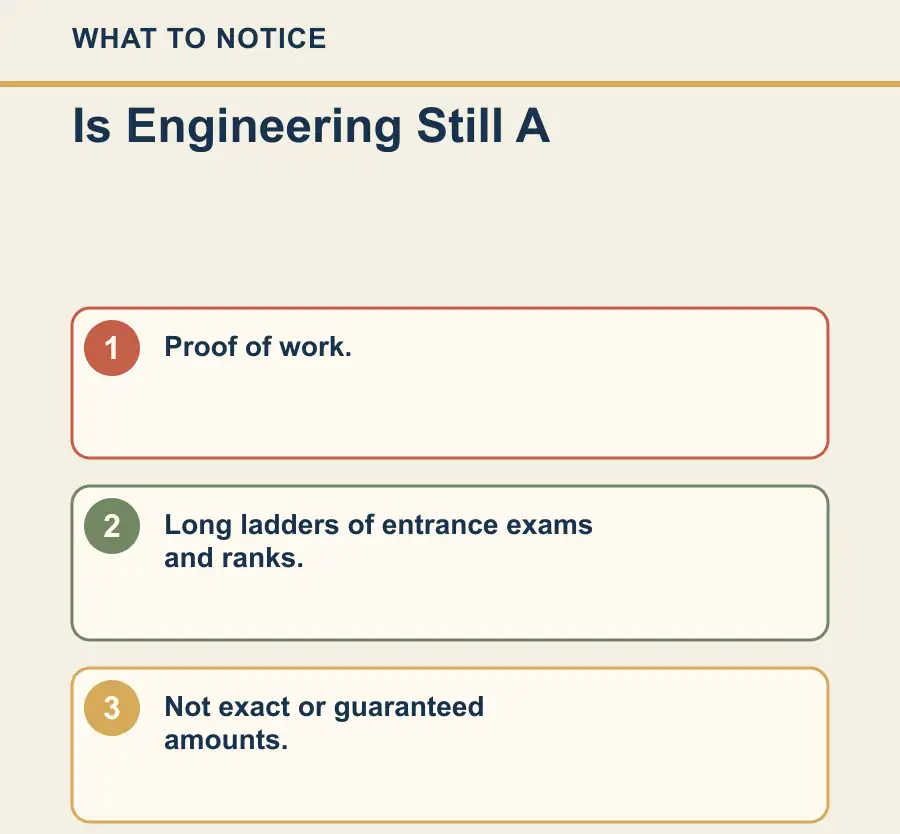 WHAT TO NOTICE
Is Engineering Still A
1
Proof of work.
2
Long ladders of entrance exams
and ranks.
3
Not exact or guaranteed
amounts.